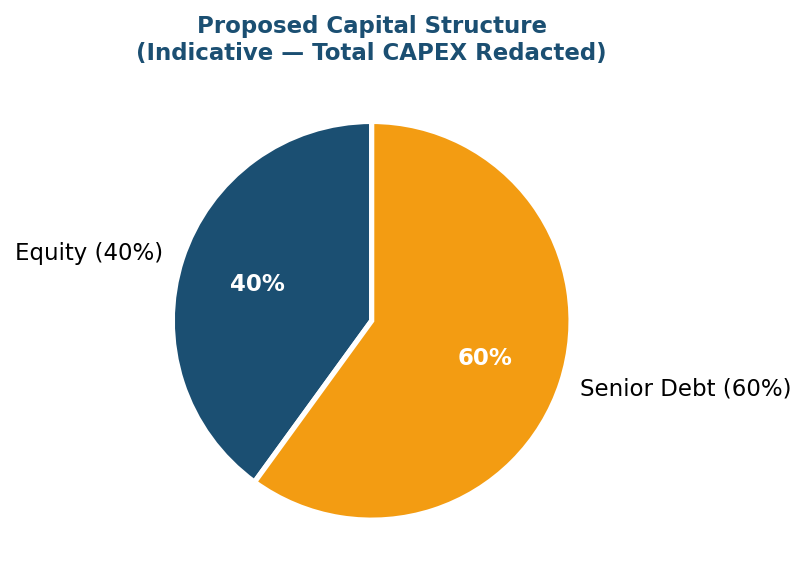 Proposed Capital Structure
(Indicative — Total CAPEX Redacted)
Equity (40%)
40%
60%
Senior Debt (60%)